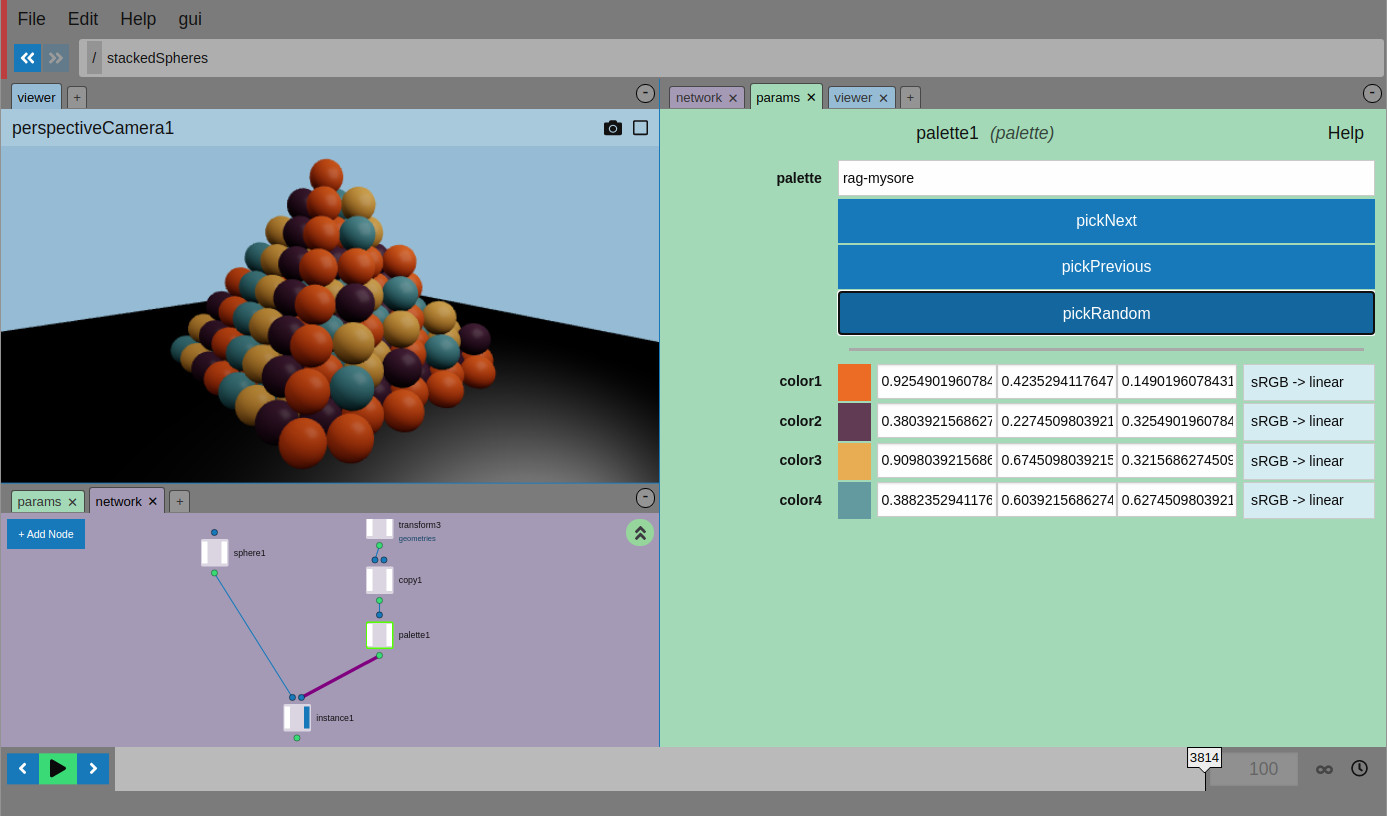 File Edit Help gui
/ stackedSpheres
viewer +
-
perspectiveCamera1
network params viewer +
-
palette1 (palette) Help
palette rag-mysore
pickNext
pickPrevious
pickRandom
color1 0.9254901960784 0.4235294117647 0.1490196078431 sRGB -> linear
color2 0.3803921568627 0.2274509803921 0.3254901960784 sRGB -> linear
color3 0.9098039215686 0.6745098039215 0.3215686274509 sRGB -> linear
color4 0.3882352941176 0.6039215686274 0.6274509803921 sRGB -> linear
params network +
-
+ Add Node
transform3
geometries
sphere1
copy1
palette1
instance1
3814
100